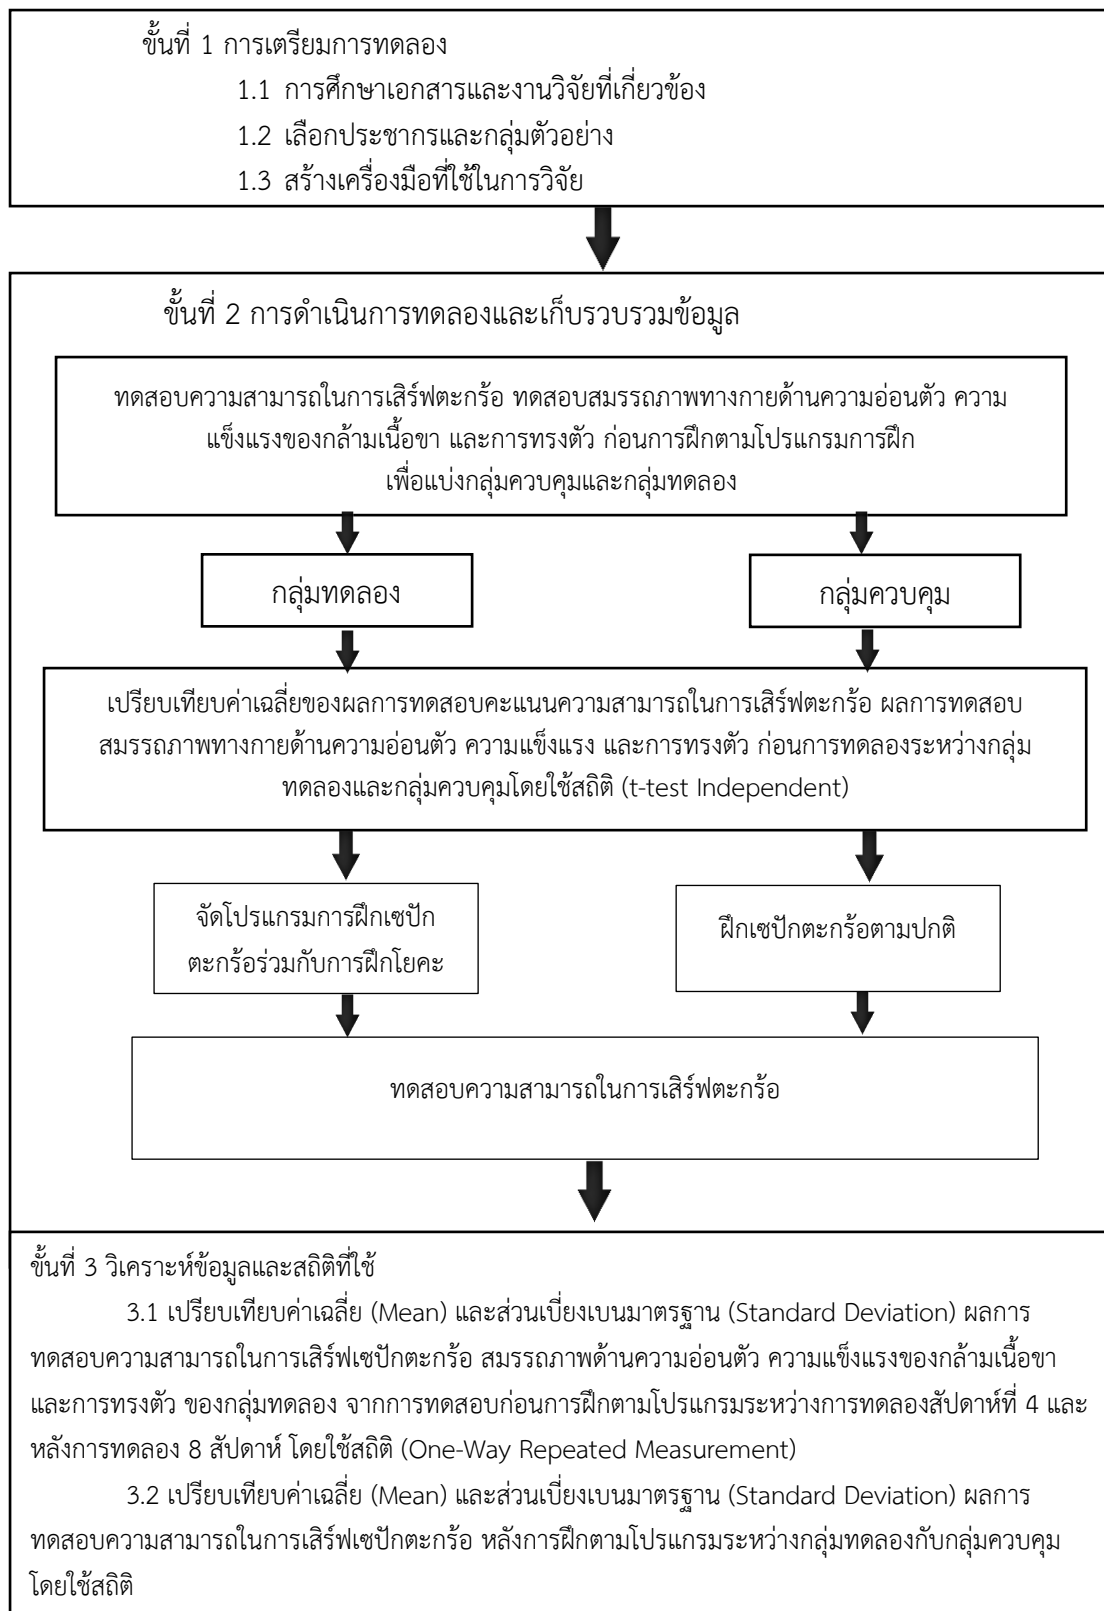 ขั้นที่ 1 การเตรียมการทดลอง
1.1 การศึกษาเอกสารและงานวิจัยที่เกี่ยวข้อง
1.2 เลือกประชากรและกลุ่มตัวอย่าง
1.3 สร้างเครื่องมือที่ใช้ในการวิจัย
ขั้นที่ 2 การดำเนินการทดลองและเก็บรวบรวมข้อมูล
ทดสอบความสามารถในการเสิร์ฟตะกร้อ ทดสอบสมรรถภาพทางกายด้านความอ่อนตัว ความ
แข็งแรงของกล้ามเนื้อขา และการทรงตัว ก่อนการฝึกตามโปรแกรมการฝึก
เพื่อแบ่งกลุ่มควบคุมและกลุ่มทดลอง
กลุ่มทดลอง
กลุ่มควบคุม
เปรียบเทียบค่าเฉลี่ยของผลการทดสอบคะแนนความสามารถในการเสิร์ฟตะกร้อ ผลการทดสอบ
สมรรถภาพทางกายด้านความอ่อนตัว ความแข็งแรง และการทรงตัว ก่อนการทดลองระหว่างกลุ่ม
ทดลองและกลุ่มควบคุมโดยใช้สถิติ (t-test Independent)
จัดโปรแกรมการฝึกเซปัก
ตะกร้อร่วมกับการฝึกโยคะ
ฝึกเซปักตะกร้อตามปกติ
ทดสอบความสามารถในการเสิร์ฟตะกร้อ
ขั้นที่ 3 วิเคราะห์ข้อมูลและสถิติที่ใช้
3.1 เปรียบเทียบค่าเฉลี่ย (Mean) และส่วนเบี่ยงเบนมาตรฐาน (Standard Deviation) ผลการ
ทดสอบความสามารถในการเสิร์ฟเซปักตะกร้อ สมรรถภาพด้านความอ่อนตัว ความแข็งแรงของกล้ามเนื้อขา
และการทรงตัว ของกลุ่มทดลอง จากการทดสอบก่อนการฝึกตามโปรแกรมระหว่างการทดลองสัปดาห์ที่ 4 และ
หลังการทดลอง 8 สัปดาห์ โดยใช้สถิติ (One-Way Repeated Measurement)
3.2 เปรียบเทียบค่าเฉลี่ย (Mean) และส่วนเบี่ยงเบนมาตรฐาน (Standard Deviation) ผลการ
ทดสอบความสามารถในการเสิร์ฟเซปักตะกร้อ หลังการฝึกตามโปรแกรมระหว่างกลุ่มทดลองกับกลุ่มควบคุม
โดยใช้สถิติ